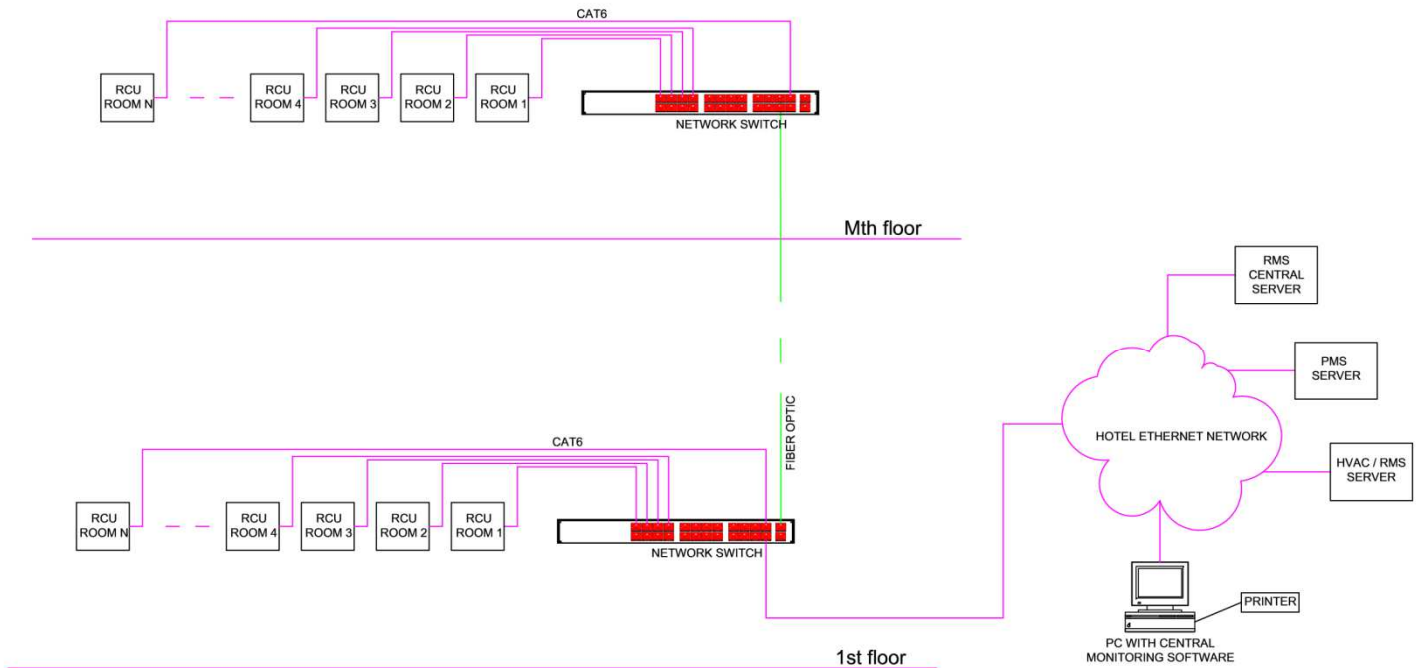 CAT6
RCU
ROOM N
RCU
ROOM 4
RCU
ROOM 3
RCU
ROOM 2
RCU
ROOM 1
NETWORK SWITCH
Mth floor
RMS
CENTRAL
SERVER
PMS
SERVER
FIBER OPTIC
HOTEL ETHERNET NETWORK
HVAC / RMS
SERVER
CAT6
RCU
ROOM N
RCU
ROOM 4
RCU
ROOM 3
RCU
ROOM 2
RCU
ROOM 1
NETWORK SWITCH
PRINTER
PC WITH CENTRAL
MONITORING SOFTWARE
1st floor